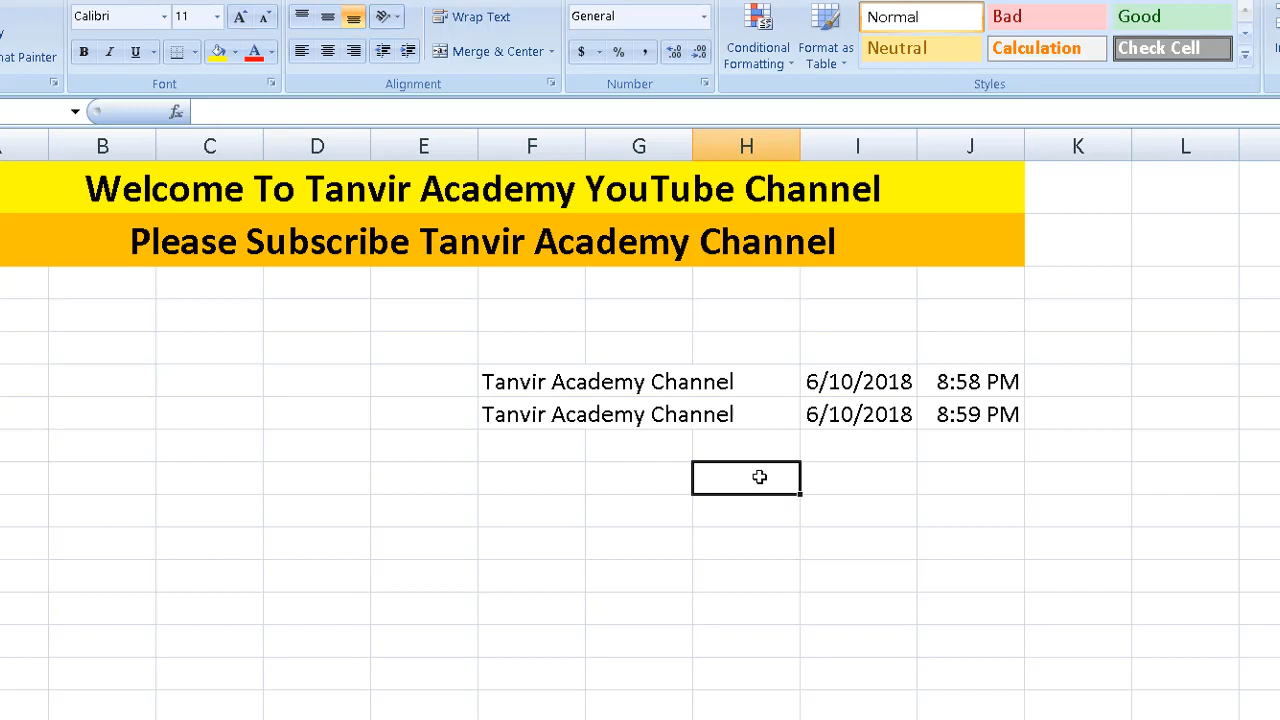 Calibri 11 A A Wrap Text General Normal Bad Good
at Painter B I U A Merge & Center $ % , Conditional Formatting Format as Table Neutral Calculation Check Cell
Font Alignment Number Styles
fx
B C D E F G H I J K L
Welcome To Tanvir Academy YouTube Channel
Please Subscribe Tanvir Academy Channel
Tanvir Academy Channel 6/10/2018 8:58 PM
Tanvir Academy Channel 6/10/2018 8:59 PM